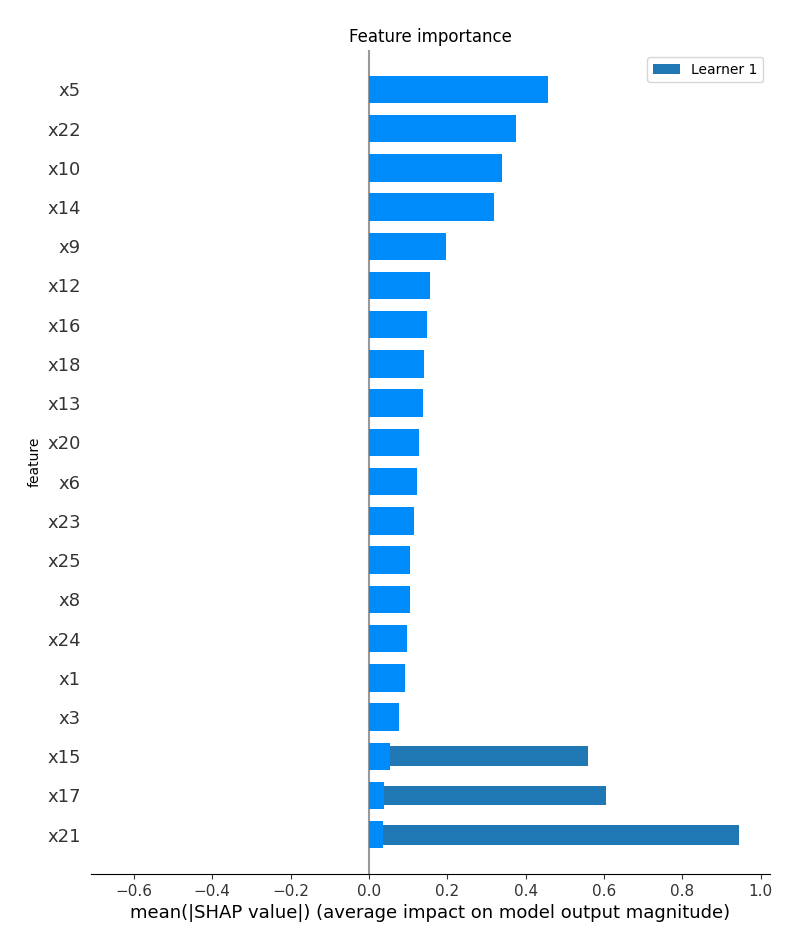 Feature importance
Learner 1
x5
x22
x10
x14
x9
x12
x16
x18
x13
x20
x6
x23
x25
x8
x24
x1
x3
x15
x17
x21
feature
−0.6 −0.4 −0.2 0.0 0.2 0.4 0.6 0.8 1.0
mean(|SHAP value|) (average impact on model output magnitude)